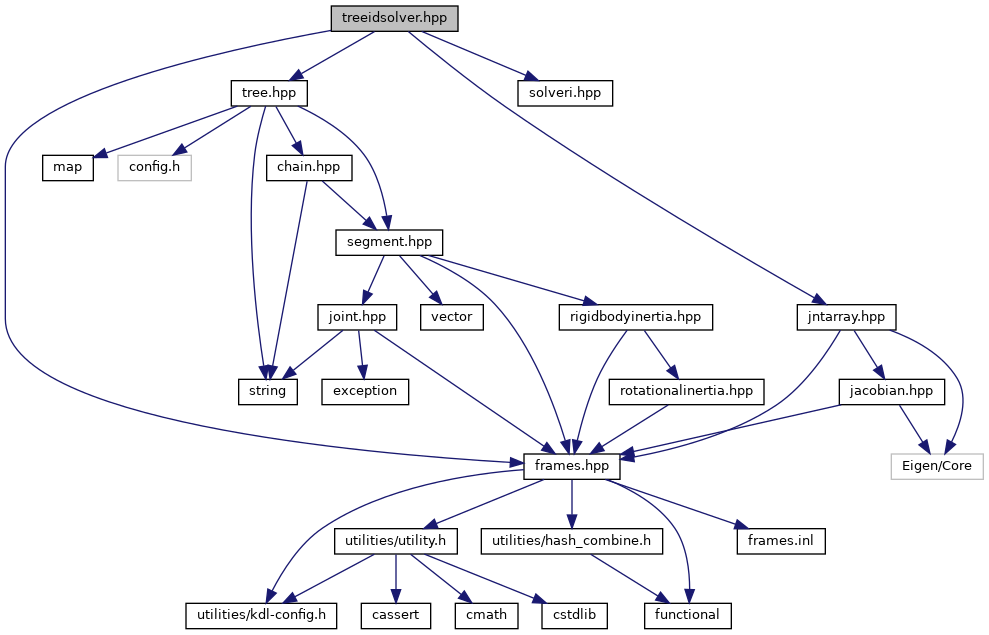 treeidsolver.hpp
tree.hpp
solveri.hpp
map
config.h
chain.hpp
segment.hpp
joint.hpp
vector
rigidbodyinertia.hpp
jntarray.hpp
string
exception
rotationalinertia.hpp
jacobian.hpp
frames.hpp
Eigen/Core
utilities/utility.h
utilities/hash_combine.h
frames.inl
utilities/kdl-config.h
cassert
cmath
cstdlib
functional